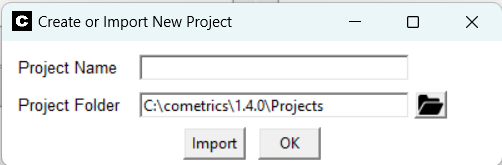 C Create or Import New Project
Project Name
Project Folder C:\cometrics\1.4.0\Projects
Import OK